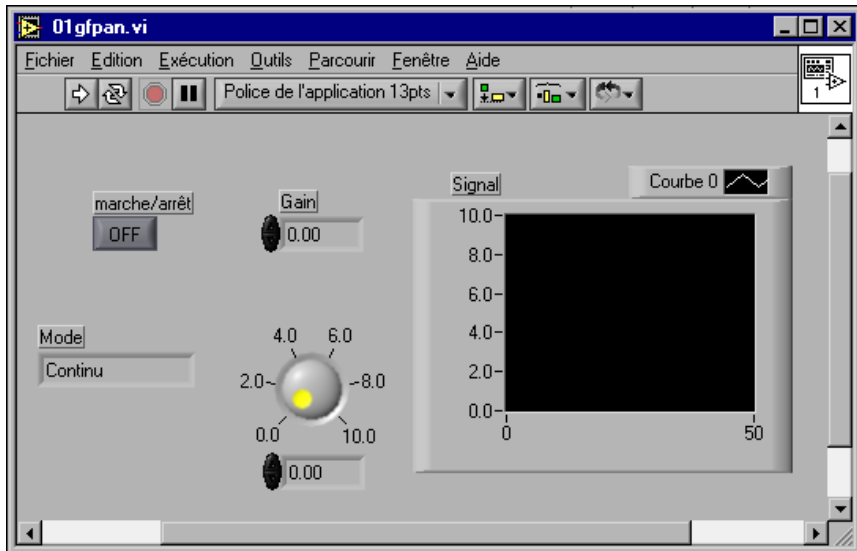 01gfpan.vi
Fichier Edition Exécution Outils Parcourir Fenêtre Aide
Police de l'application 13pts
1
marche/arrêt
OFF
Gain
0.00
Signal
Courbe 0
10.0
8.0
6.0
4.0
2.0
0.0
0
50
Mode
Continu
4.0 6.0
2.0 8.0
0.0 10.0
0.00